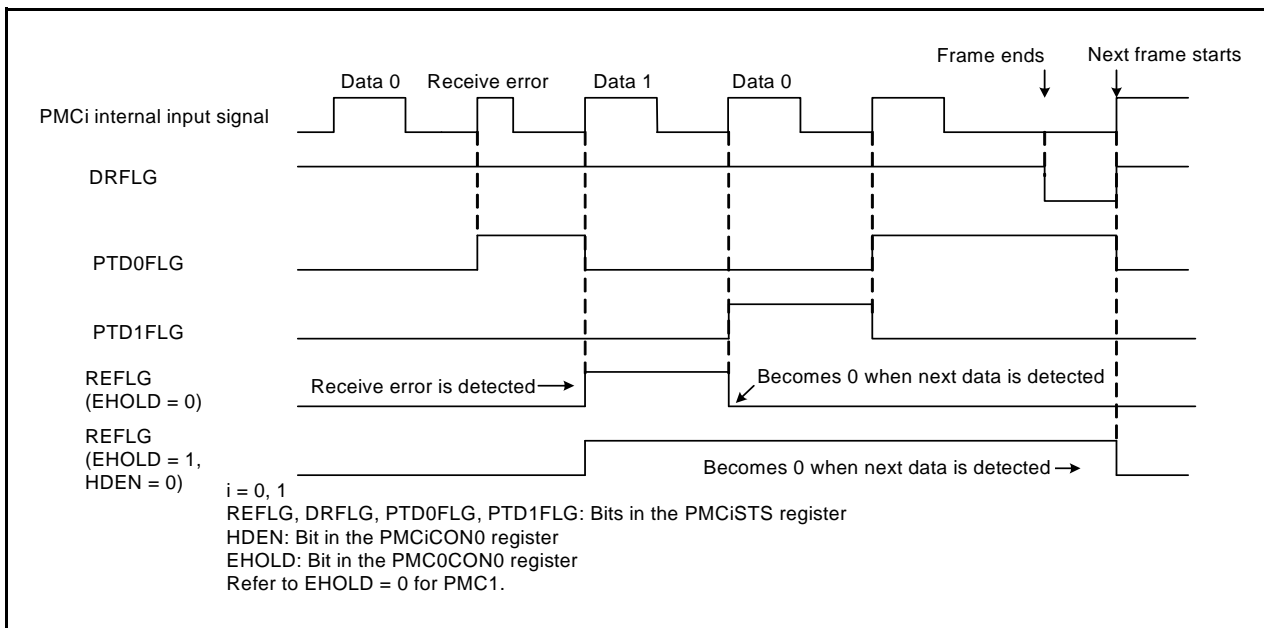 Frame ends
Next frame starts
Data 0
Receive error
Data 1
Data 0
PMCi internal input signal
DRFLG
PTD0FLG
PTD1FLG
REFLG
(EHOLD = 0)
Receive error is detected
Becomes 0 when next data is detected
REFLG
(EHOLD = 1,
HDEN = 0)
Becomes 0 when next data is detected
i = 0, 1
REFLG, DRFLG, PTD0FLG, PTD1FLG: Bits in the PMCiSTS register
HDEN: Bit in the PMCiCON0 register
EHOLD: Bit in the PMC0CON0 register
Refer to EHOLD = 0 for PMC1.